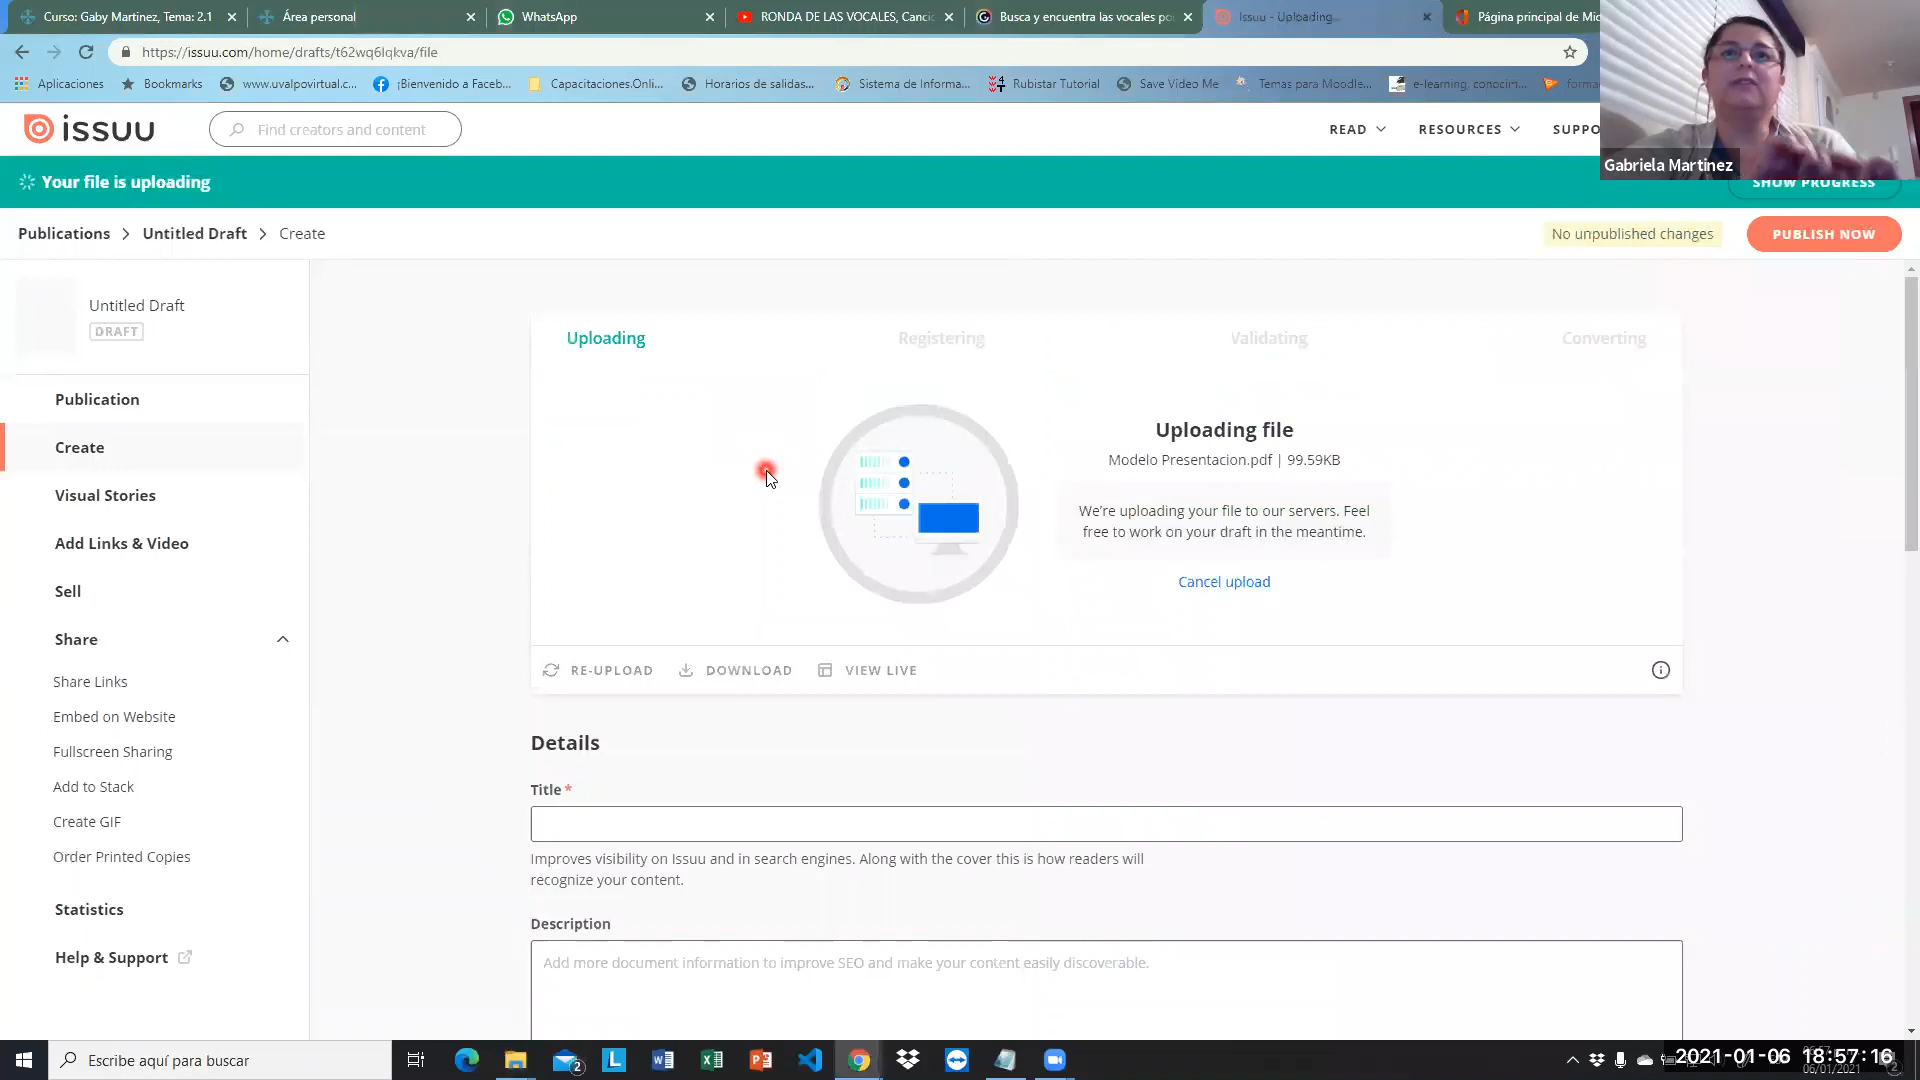 Curso: Gaby Martinez, Tema: 2.1
Área personal
WhatsApp
RONDA DE LAS VOCALES, Canci
Busca y encuentra las vocales po
Issuu - Uploading...
Página principal de Mic
https://issuu.com/home/drafts/t62wq6lqkva/file
Aplicaciones
Bookmarks
www.uvalpovirtual.c...
¡Bienvenido a Faceb...
Capacitaciones.Onli...
Horarios de salidas...
Sistema de Informa...
Rubistar Tutorial
Save Video Me
Temas para Moodle...
e-learning, conocim...
forma
issuu
Find creators and content
READ
RESOURCES
SUPPO
Gabriela Martinez
Your file is uploading
SHOW PROGRESS
Publications > Untitled Draft > Create
No unpublished changes
PUBLISH NOW
Untitled Draft
DRAFT
Publication
Create
Visual Stories
Add Links & Video
Sell
Share
Share Links
Embed on Website
Fullscreen Sharing
Add to Stack
Create GIF
Order Printed Copies
Statistics
Help & Support
Uploading
Registering
Validating
Converting
Uploading file
Modelo Presentacion.pdf | 99.59KB
We're uploading your file to our servers. Feel
free to work on your draft in the meantime.
Cancel upload
RE-UPLOAD
DOWNLOAD
VIEW LIVE
Details
Title *
Improves visibility on Issuu and in search engines. Along with the cover this is how readers will
recognize your content.
Description
Add more document information to improve SEO and make your content easily discoverable.
Escribe aquí para buscar
2021-01-06 18:57:16
06/01/2021